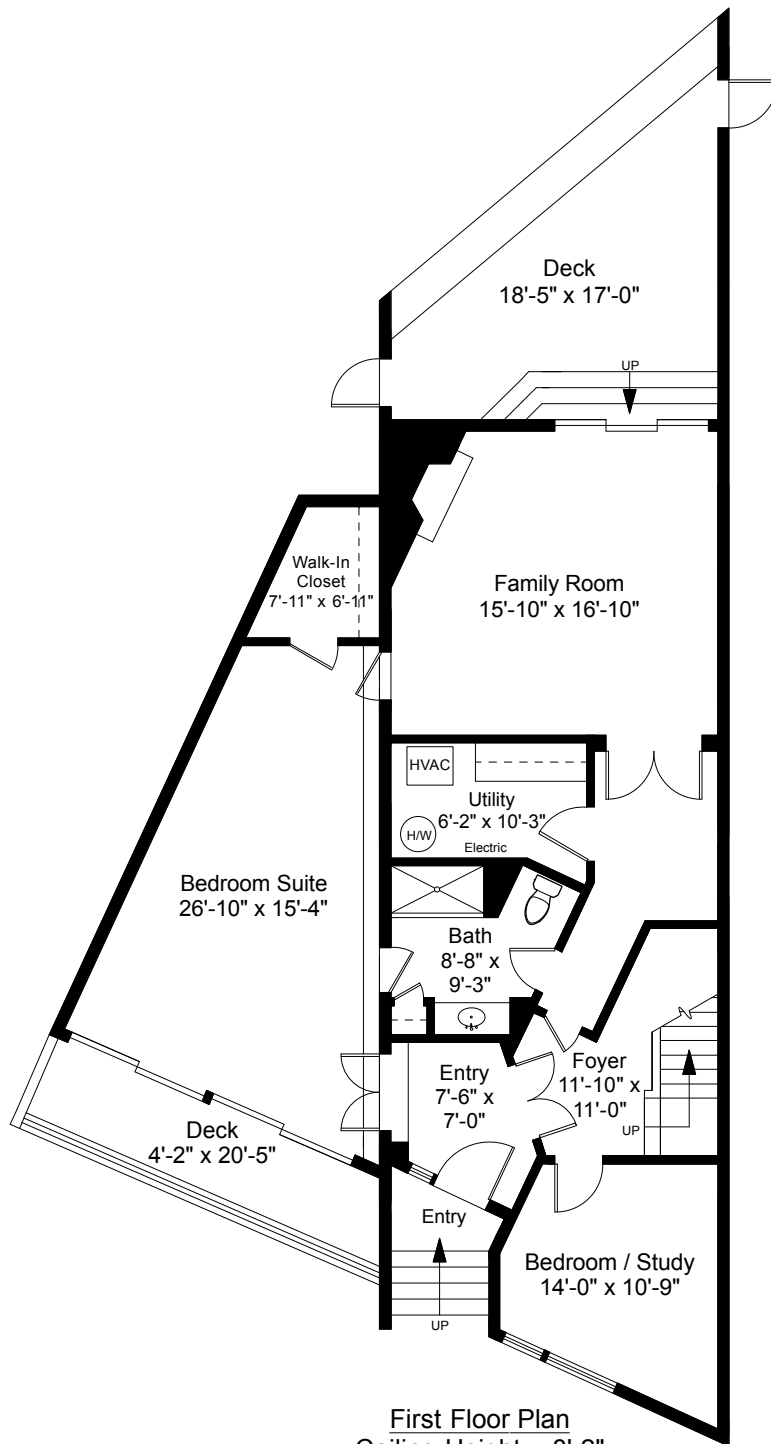 Deck
18'-5" x 17'-0"
UP
Walk-In
Closet
7'-11" x 6'-11"
Family Room
15'-10" x 16'-10"
HVAC
Utility
6'-2" x 10'-3"
H/W
Electric
Bedroom Suite
26'-10" x 15'-4"
Bath
8'-8" x
9'-3"
Entry
7'-6" x
7'-0"
Foyer
11'-10" x
11'-0"
UP
Deck
4'-2" x 20'-5"
Entry
UP
Bedroom / Study
14'-0" x 10'-9"
First Floor Plan